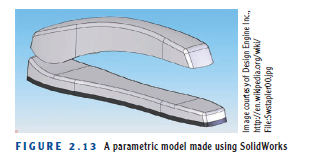 Image courtesy of Design Engine Inc.,
http://en.wikipedia.org/wiki/
File:Swstapler00.jpg
FIGURE 2.13 A parametric model made using SolidWorks